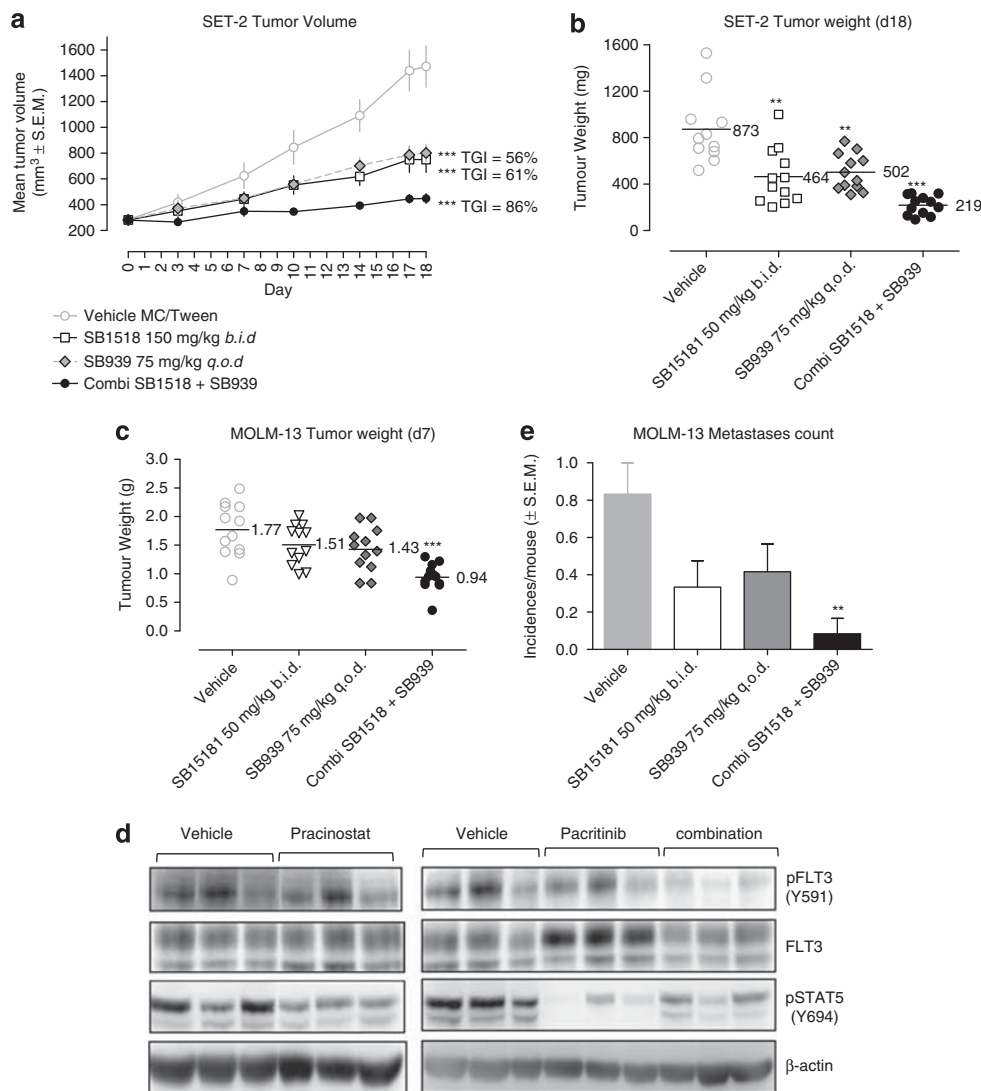 a
SET-2 Tumor Volume
Mean tumor volume
(mm³ ± S.E.M.)
1600
1400
1200
1000
800
600
400
200
*** TGI = 56%
*** TGI = 61%
*** TGI = 86%
0 1 2 3 4 5 6 7 8 9 10 11 12 13 14 15 16 17 18
Day
Vehicle MC/Tween
SB1518 150 mg/kg b.i.d
SB939 75 mg/kg q.o.d
Combi SB1518 + SB939
b
SET-2 Tumor weight (d18)
Tumour Weight (mg)
1600
1200
800
400
0
873
**
464
**
502
***
219
Vehicle
SB15181 50 mg/kg b.i.d.
SB939 75 mg/kg q.o.d.
Combi SB1518 + SB939
c
MOLM-13 Tumor weight (d7)
Tumour Weight (g)
3.0
2.5
2.0
1.5
1.0
0.5
0.0
1.77
1.51
1.43
***
0.94
Vehicle
SB15181 50 mg/kg b.i.d.
SB939 75 mg/kg q.o.d.
Combi SB1518 + SB939
e
MOLM-13 Metastases count
Incidences/mouse (± S.E.M.)
1.0
0.8
0.6
0.4
0.2
0.0
**
Vehicle
SB15181 50 mg/kg b.i.d.
SB939 75 mg/kg q.o.d.
Combi SB1518 + SB939
d
Vehicle Pracinostat Vehicle Pacritinib combination
pFLT3
(Y591)
FLT3
pSTAT5
(Y694)
β-actin